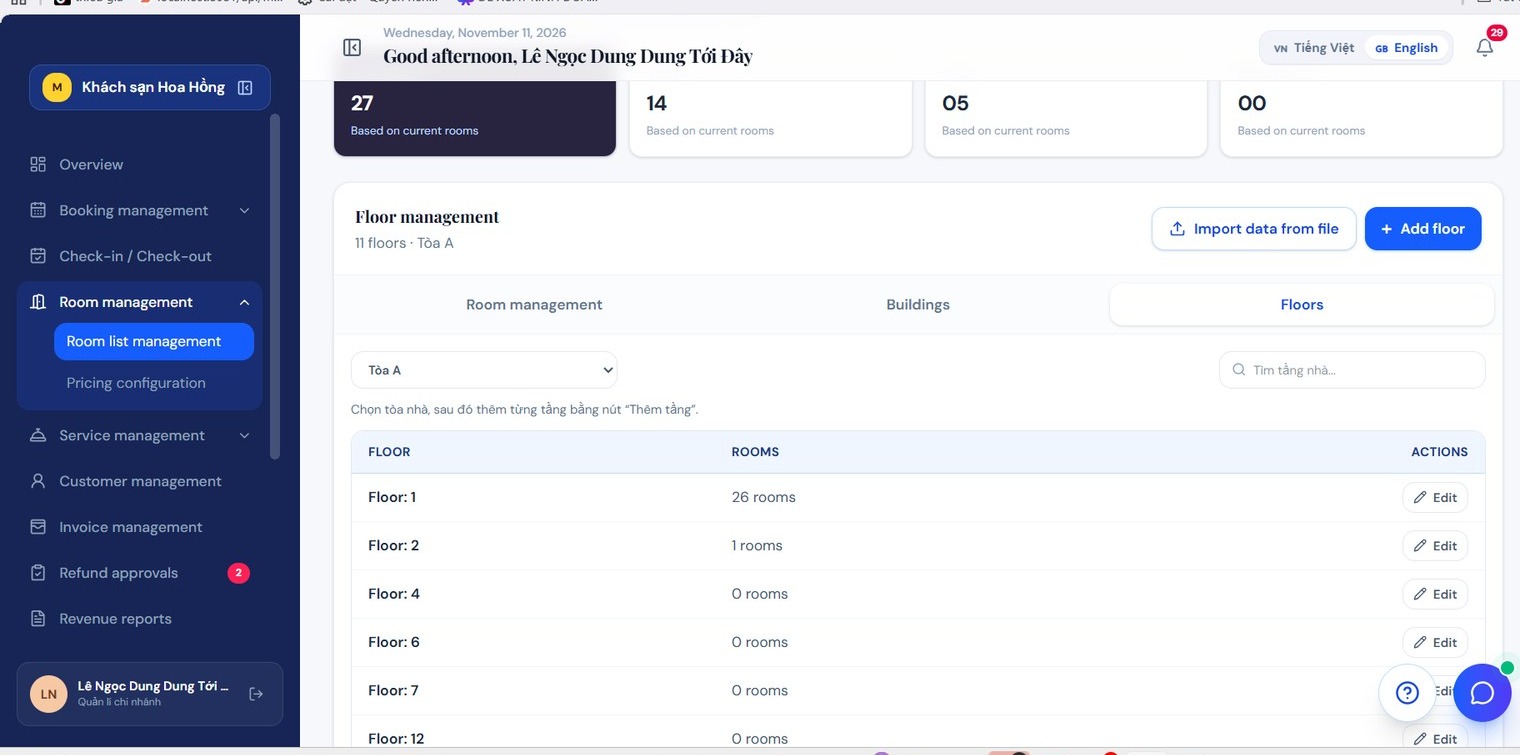 Wednesday, November 11, 2026
Good afternoon, Lê Ngọc Dung Dung Tới Đây
VN Tiếng Việt
GB English
29
M Khách sạn Hoa Hồng
Overview
Booking management
Check-in / Check-out
Room management
Room list management
Pricing configuration
Service management
Customer management
Invoice management
Refund approvals 2
Revenue reports
LN
Lê Ngọc Dung Dung Tới ...
Quản lí chi nhánh
27
Based on current rooms
14
Based on current rooms
05
Based on current rooms
00
Based on current rooms
Floor management
11 floors · Tòa A
Import data from file
+ Add floor
Room management
Buildings
Floors
Tòa A
Tìm tầng nhà...
Chọn tòa nhà, sau đó thêm từng tầng bằng nút “Thêm tầng”.
FLOOR ROOMS ACTIONS
Floor: 1 26 rooms Edit
Floor: 2 1 rooms Edit
Floor: 4 0 rooms Edit
Floor: 6 0 rooms Edit
Floor: 7 0 rooms
Floor: 12 0 rooms Edit